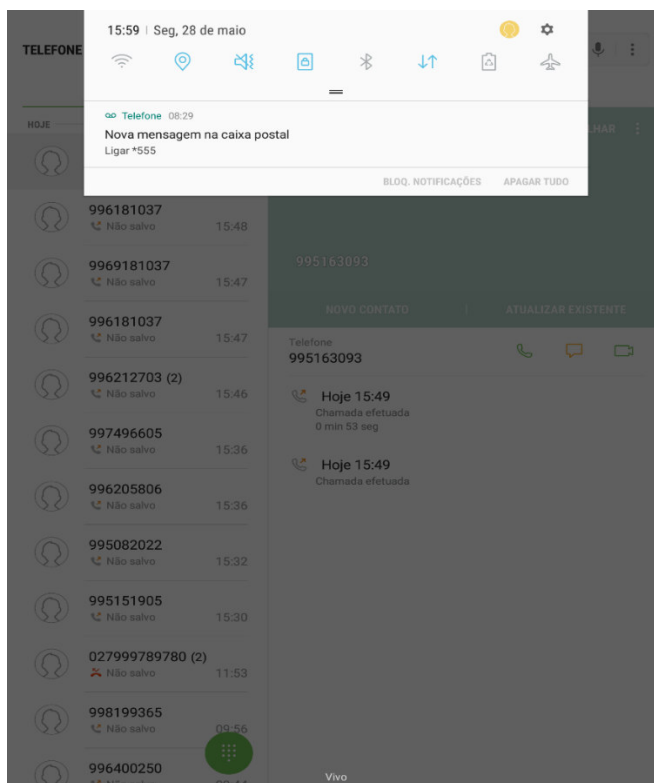 15:59 | Seg, 28 de maio
TELEFONE
Telefone 08:29
Nova mensagem na caixa postal
Ligar *555
BLOQ. NOTIFICAÇÕES APAGAR TUDO
HOJE
LHAR
996181037
Não salvo 15:48
9969181037
Não salvo 15:47
996181037
Não salvo 15:47
996212703 (2)
Não salvo 15:46
997496605
Não salvo 15:36
996205806
Não salvo 15:36
995082022
Não salvo 15:32
995151905
Não salvo 15:30
027999789780 (2)
Não salvo 11:53
998199365
Não salvo 09:56
996400250
995163093
NOVO CONTATO | ATUALIZAR EXISTENTE
Telefone
995163093
Hoje 15:49
Chamada efetuada
0 min 53 seg
Hoje 15:49
Chamada efetuada
Vivo